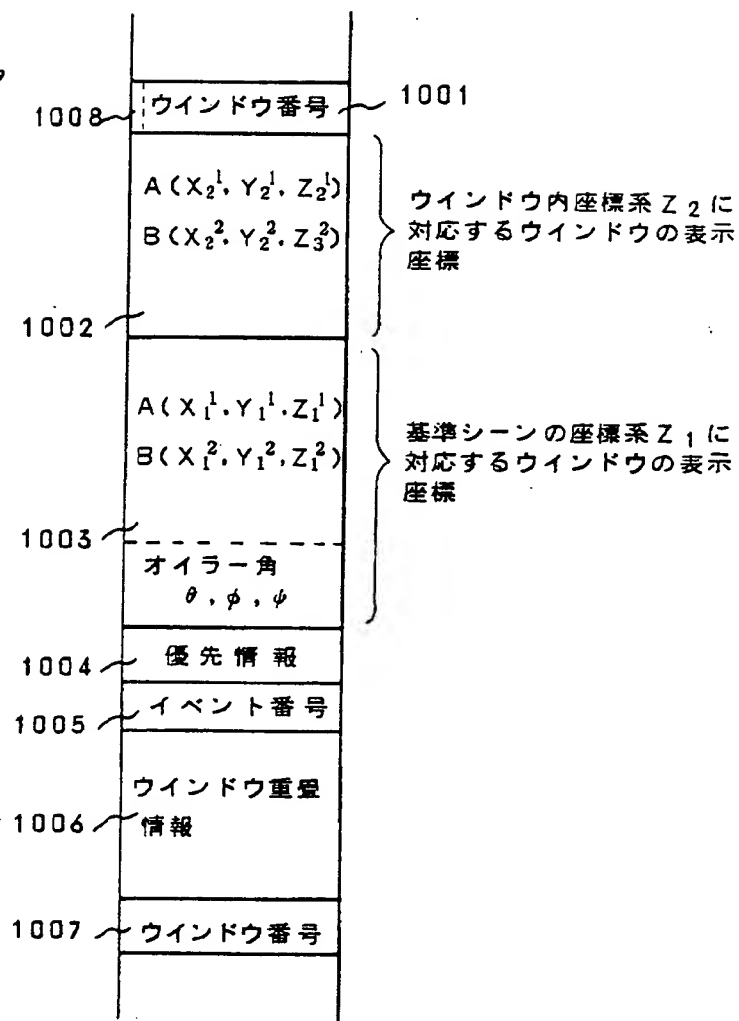 1008 ウインドウ番号 1001
A(X₂¹, Y₂¹, Z₂¹)
B(X₂², Y₂², Z₃²)
1002
ウインドウ内座標系Z₂に
対応するウインドウの表示
座標
A(X₁¹, Y₁¹, Z₁¹)
B(X₁², Y₁², Z₁²)
1003
基準シーンの座標系Z₁に
対応するウインドウの表示
座標
オイラー角
θ, φ, ψ
1004 優先情報
1005 イベント番号
ウインドウ重畳
1006 情報
1007 ウインドウ番号